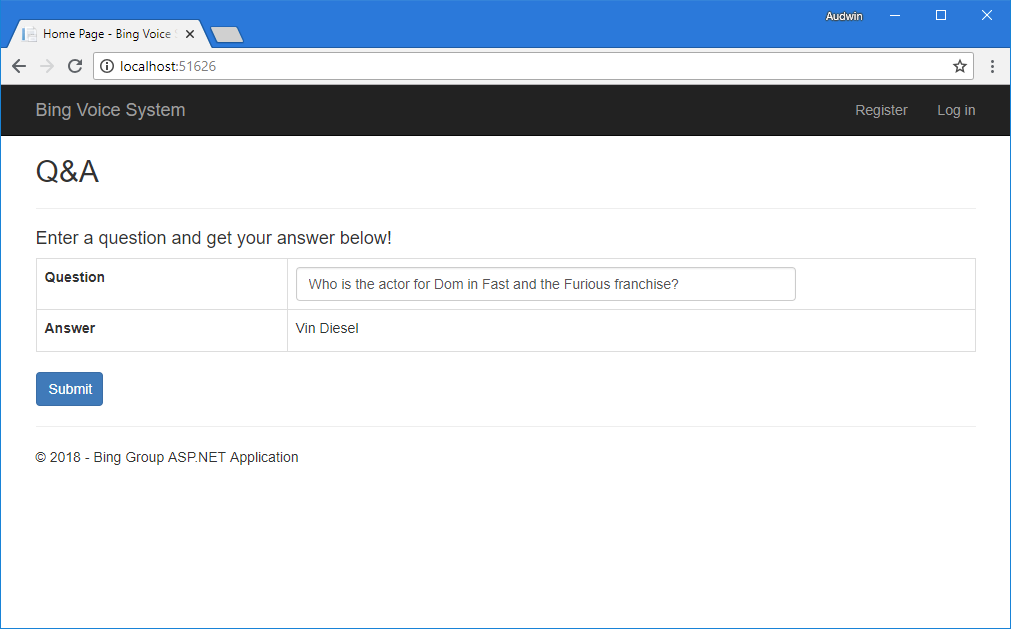 Audwin
Home Page - Bing Voice
localhost:51626
Bing Voice System Register Log in
Q&A
Enter a question and get your answer below!
Question Who is the actor for Dom in Fast and the Furious franchise?
Answer Vin Diesel
Submit
© 2018 - Bing Group ASP.NET Application